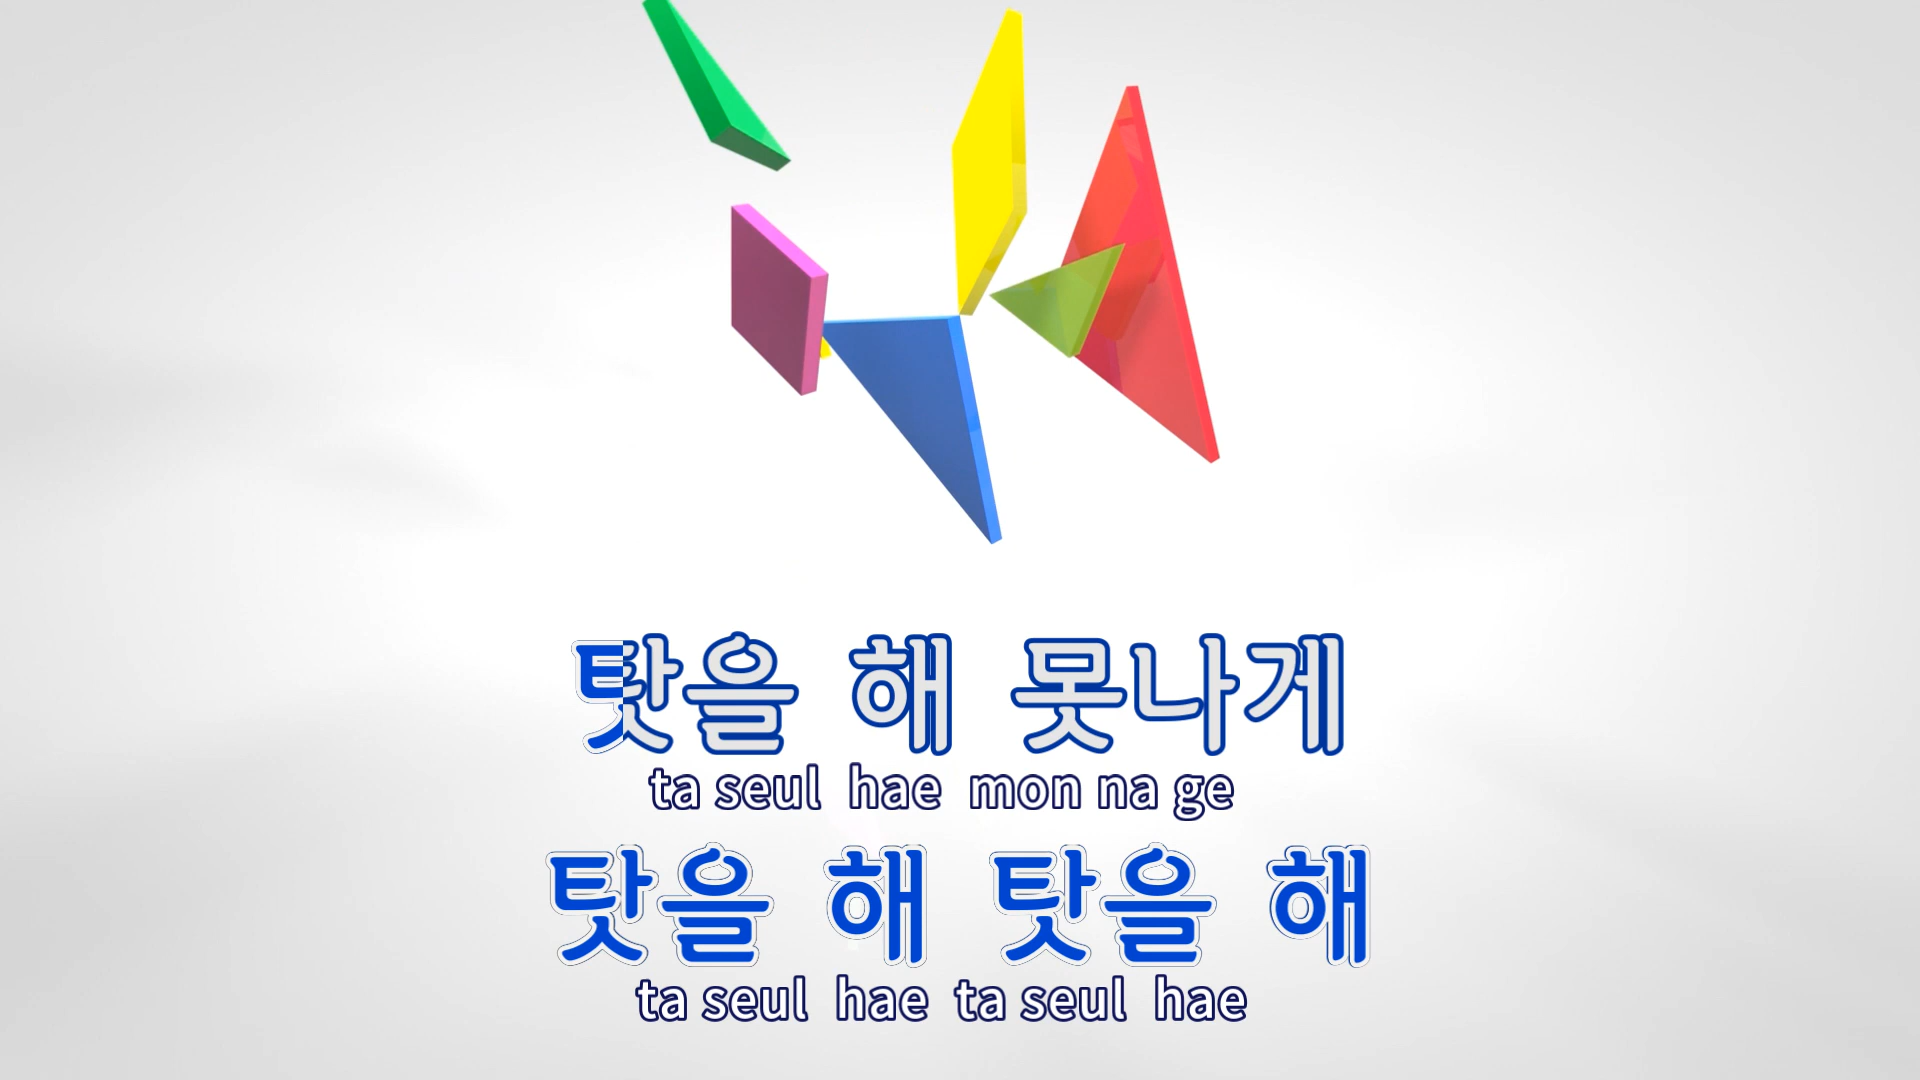 탓을 해 못나게
ta seul hae mon na ge
탓을 해 탓을 해
ta seul hae ta seul hae